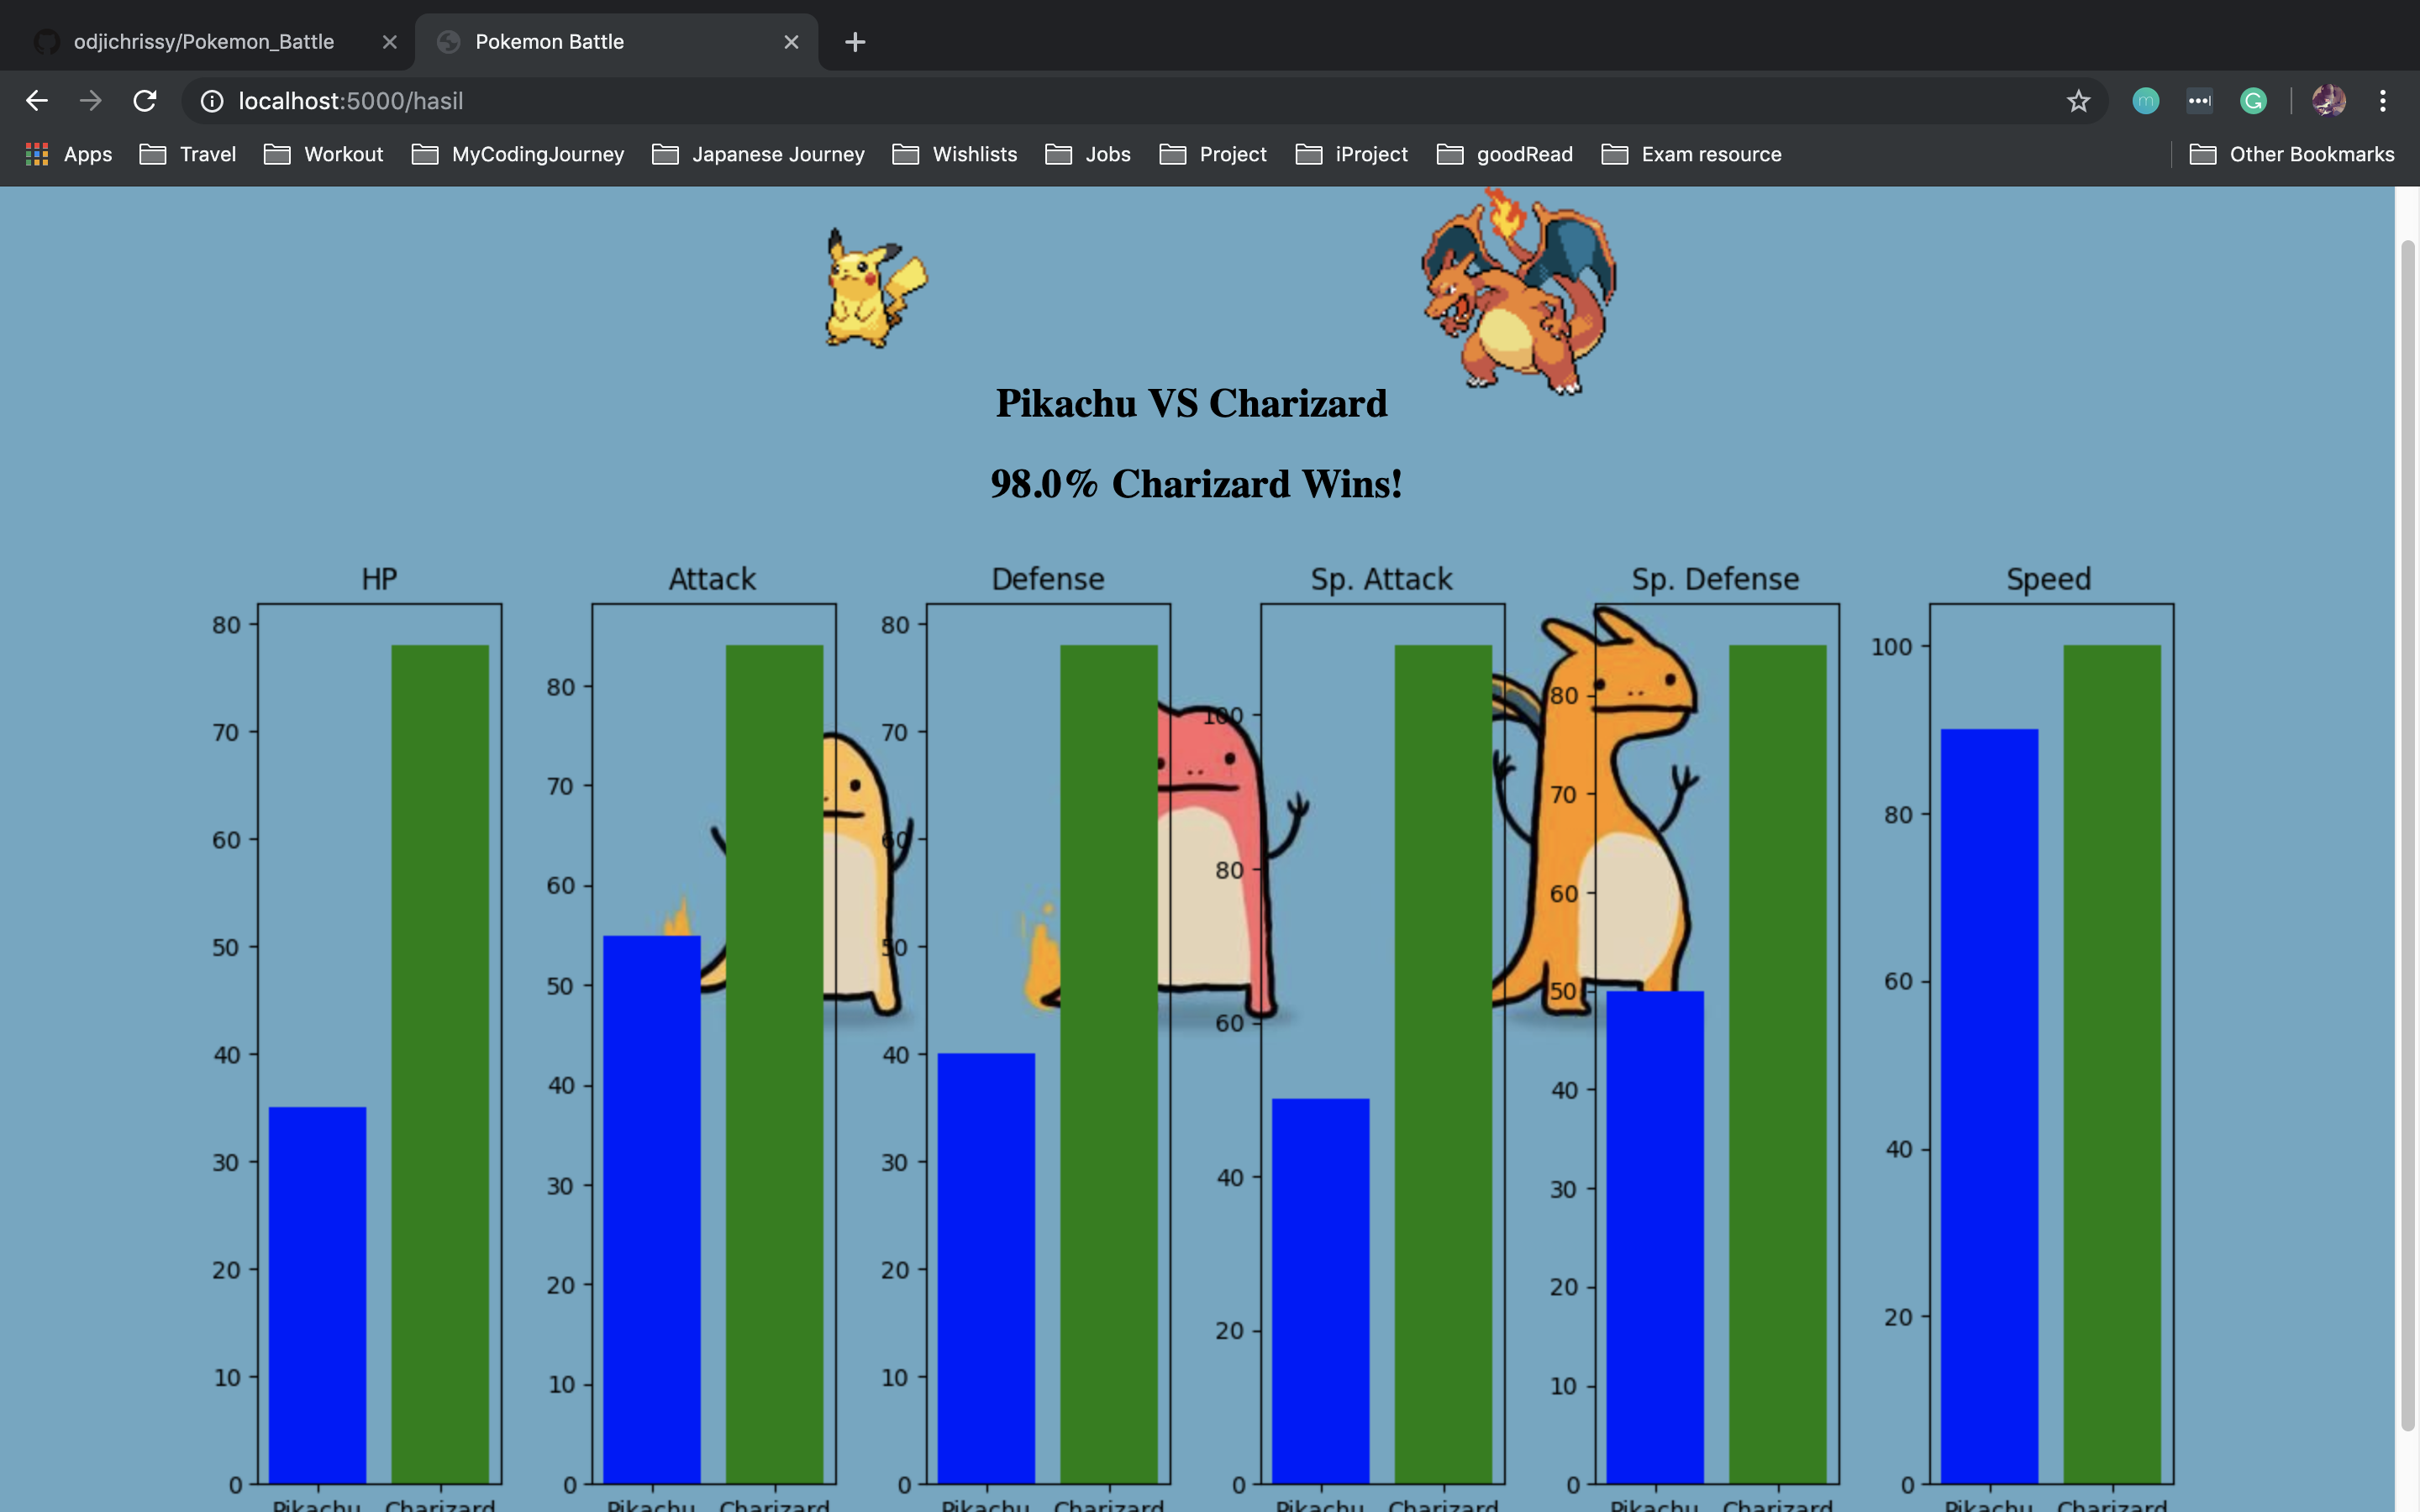 odjichrissy/Pokemon_Battle
Pokemon Battle
localhost:5000/hasil
Apps Travel Workout MyCodingJourney Japanese Journey Wishlists Jobs Project iProject goodRead Exam resource Other Bookmarks
Pikachu VS Charizard
98.0% Charizard Wins!
HP
80
70
60
50
40
30
20
10
0
Pikachu Charizard
Attack
80
70
60
50
40
30
20
10
0
Pikachu Charizard
Defense
80
70
60
50
40
30
20
10
0
Pikachu Charizard
Sp. Attack
100
80
60
40
20
0
Pikachu Charizard
Sp. Defense
80
70
60
50
40
30
20
10
0
Pikachu Charizard
Speed
100
80
60
40
20
0
Pikachu Charizard